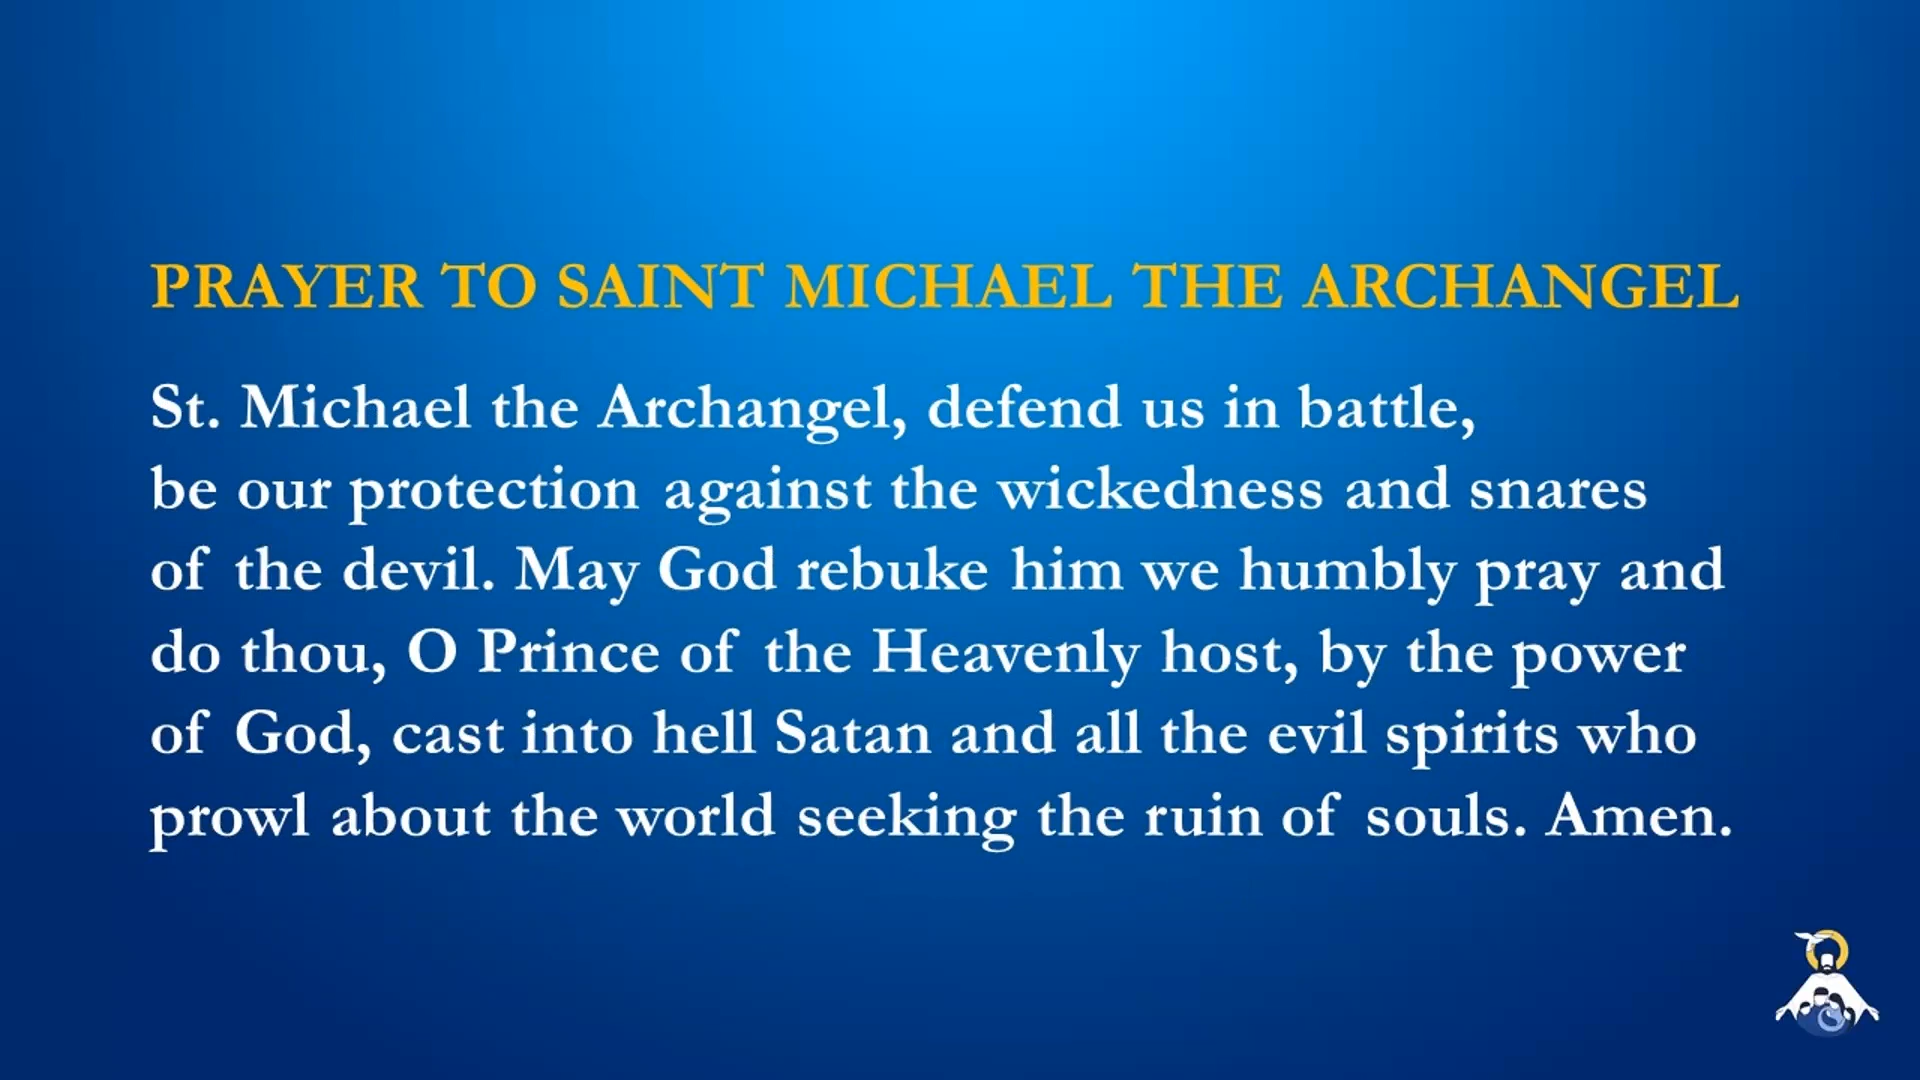 PRAYER TO SAINT MICHAEL THE ARCHANGEL
St. Michael the Archangel, defend us in battle,
be our protection against the wickedness and snares
of the devil. May God rebuke him we humbly pray and
do thou, O Prince of the Heavenly host, by the power
of God, cast into hell Satan and all the evil spirits who
prowl about the world seeking the ruin of souls. Amen.